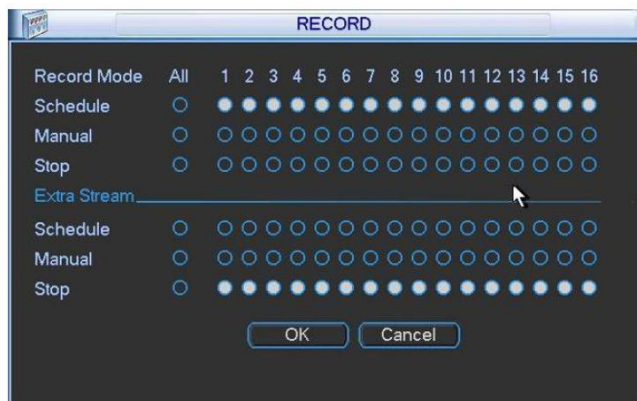 RECORD
Record Mode All 1 2 3 4 5 6 7 8 9 10 11 12 13 14 15 16
Schedule
Manual
Stop
Extra Stream
Schedule
Manual
Stop
OK Cancel